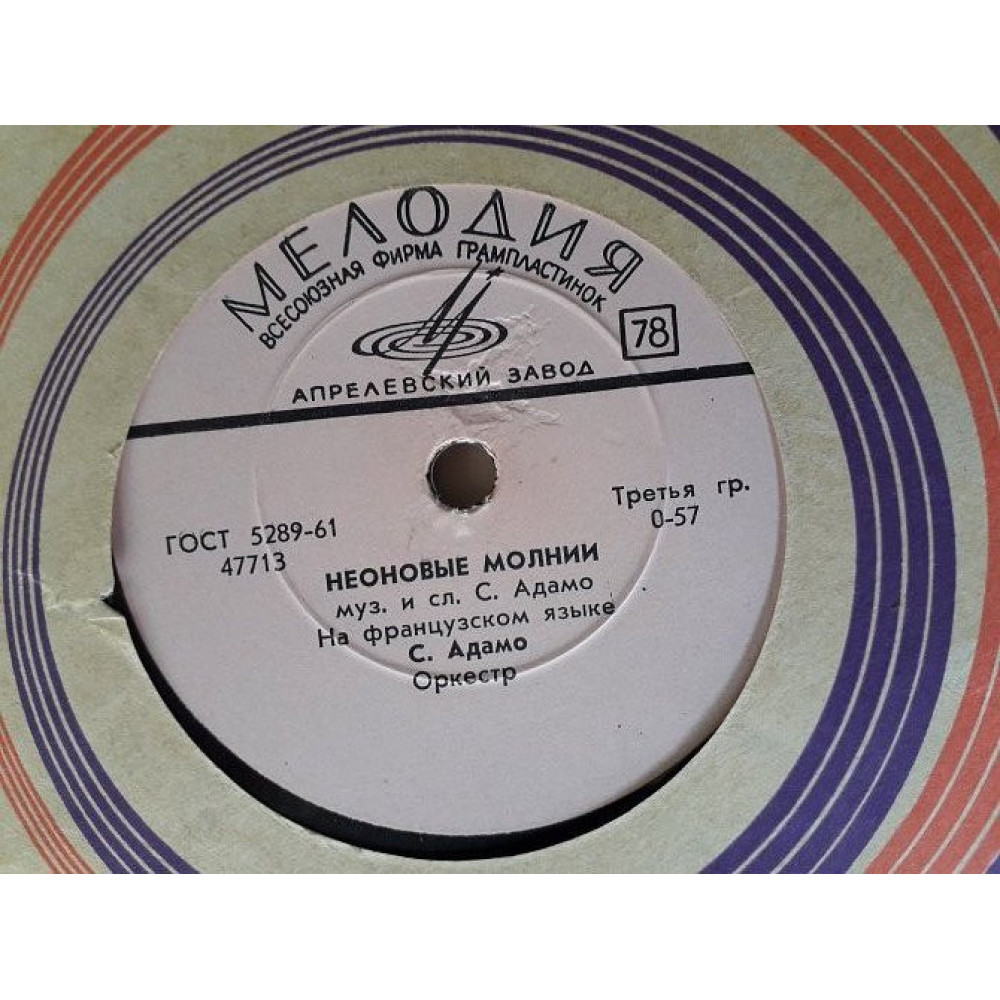 МЕЛОДИЯ
ВСЕСОЮЗНАЯ ФИРМА ГРАМПЛАСТИНОК
78
АПРЕЛЕВСКИЙ ЗАВОД
ГОСТ 5289-61
47713
Третья гр.
0-57
НЕОНОВЫЕ МОЛНИИ
муз. и сл. С. Адамо
На французском языке
С. Адамо
Оркестр